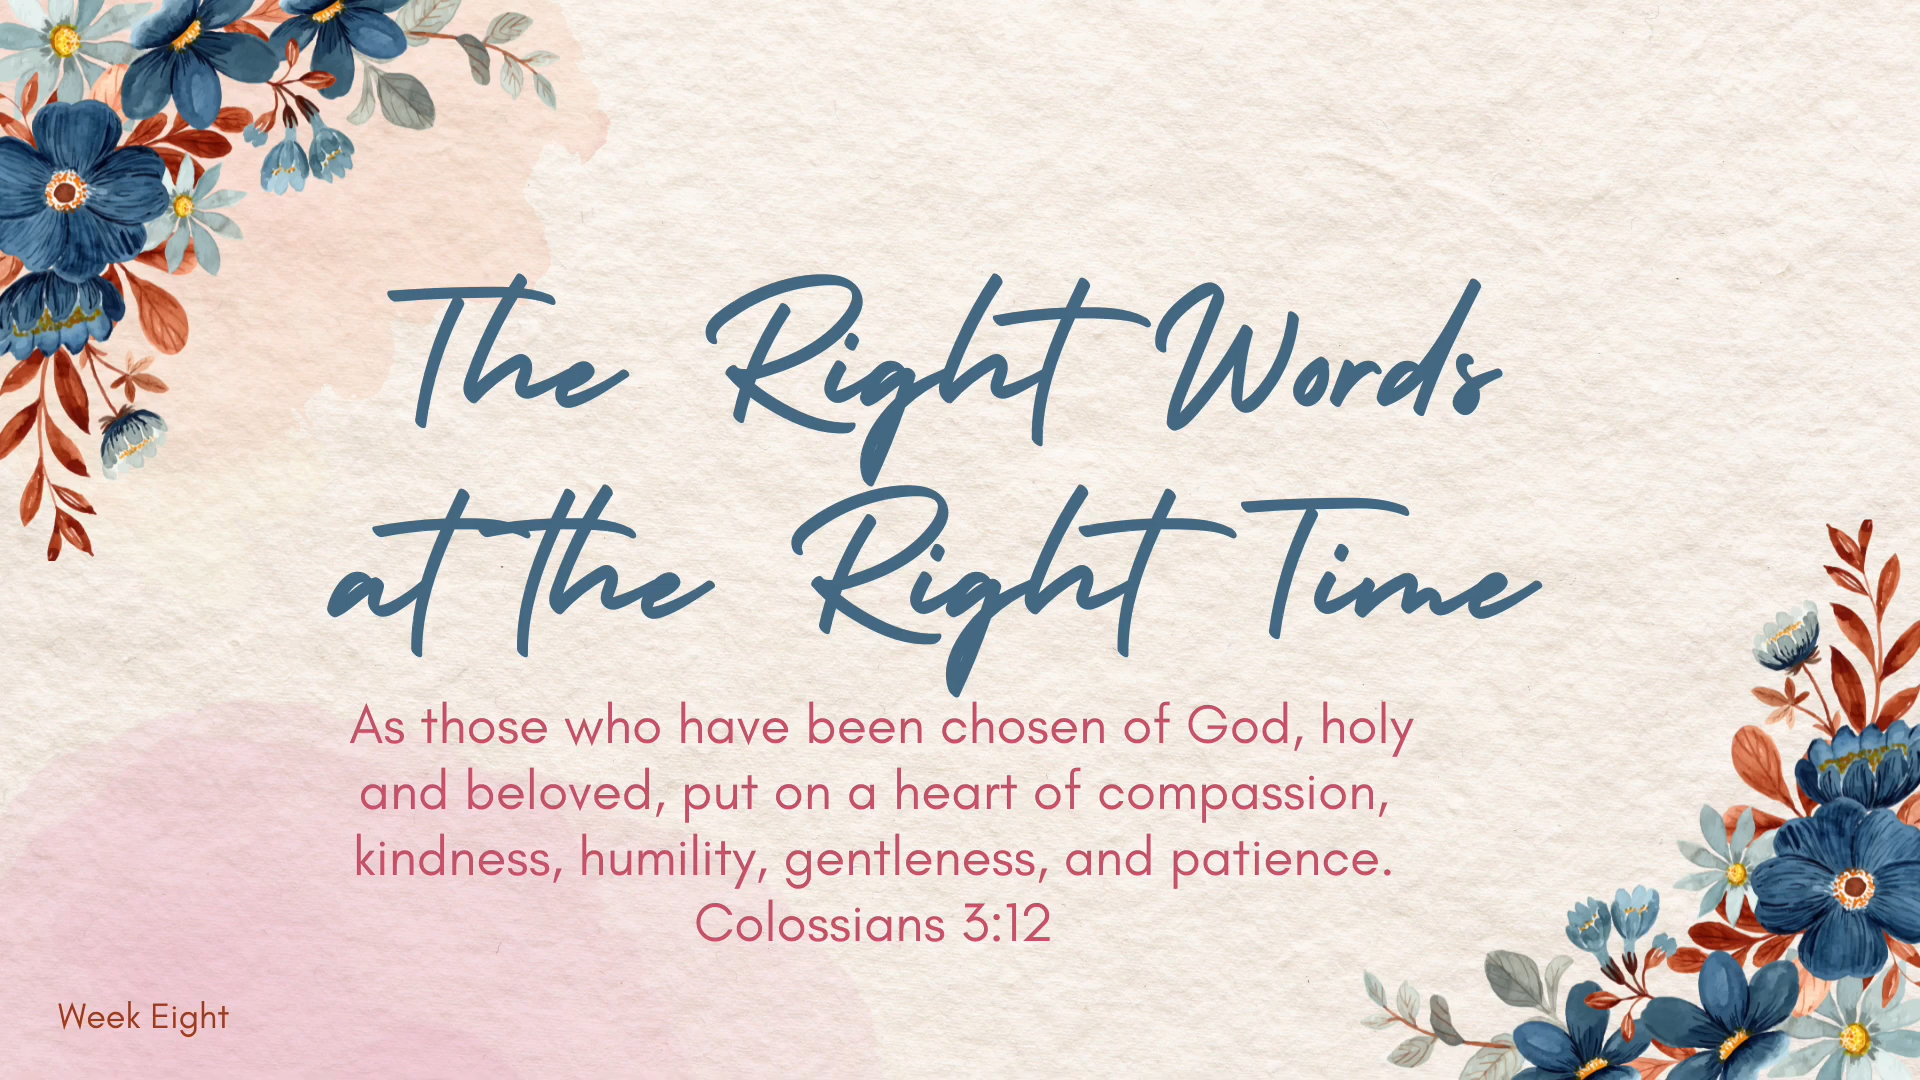 The Right Words
at the Right Time
As those who have been chosen of God, holy
and beloved, put on a heart of compassion,
kindness, humility, gentleness, and patience.
Colossians 3:12
Week Eight